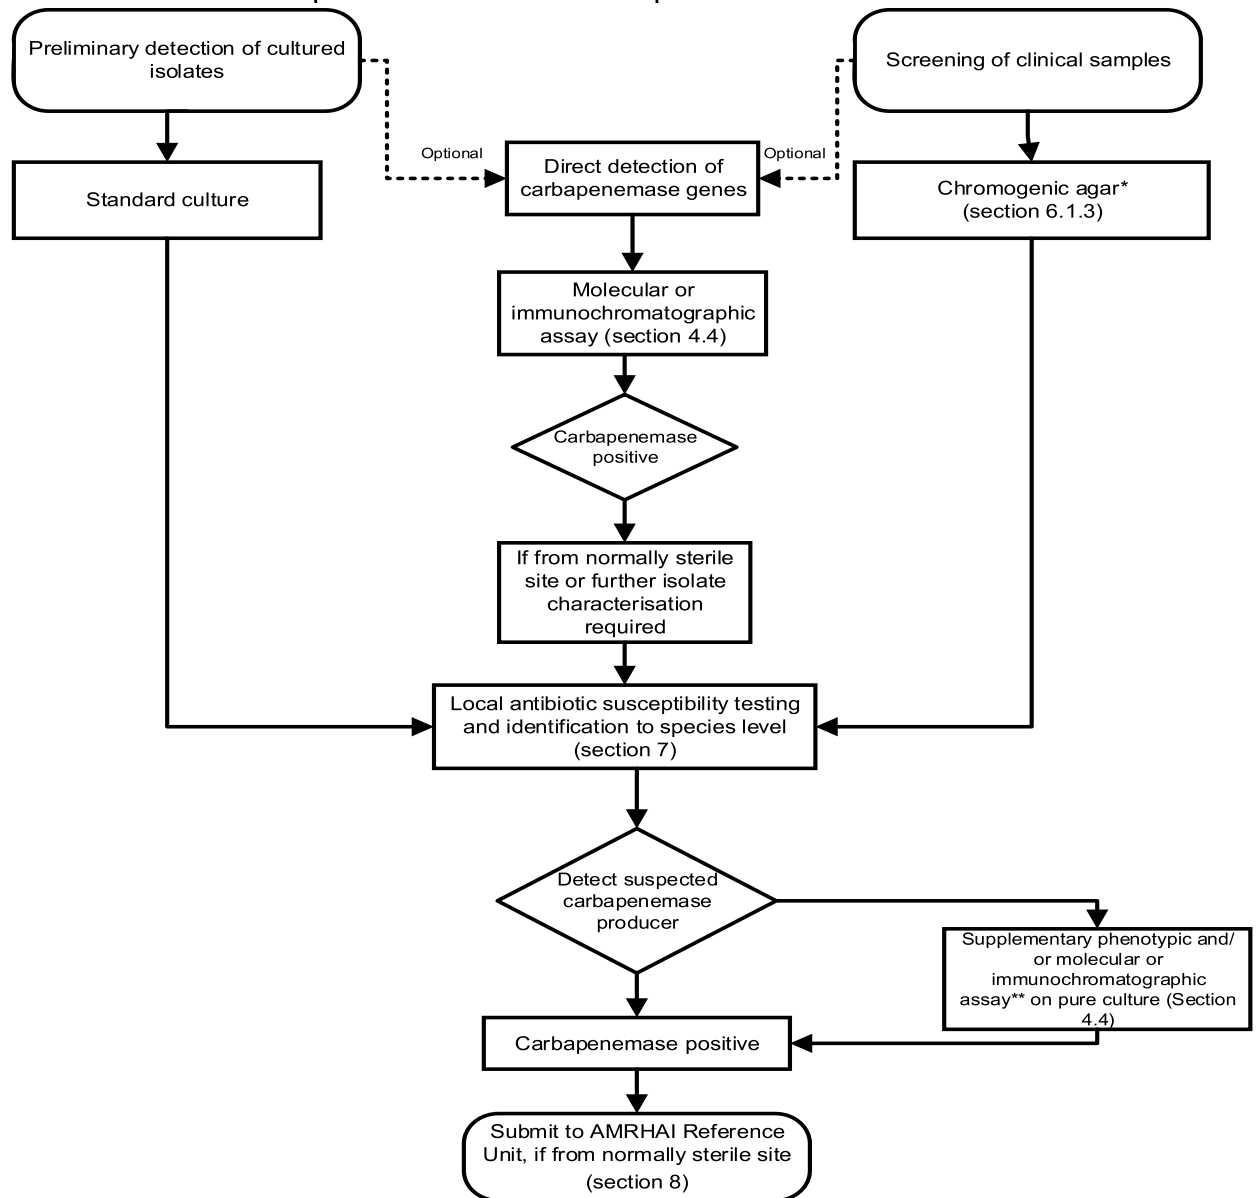 Preliminary detection of cultured
isolates
Screening of clinical samples
Optional
Direct detection of
carbapenemase genes
Optional
Standard culture
Chromogenic agar*
(section 6.1.3)
Molecular or
immunochromatographic
assay (section 4.4)
Carbapenemase
positive
If from normally sterile
site or further isolate
characterisation
required
Local antibiotic susceptibility testing
and identification to species level
(section 7)
Detect suspected
carbapenemase
producer
Supplementary phenotypic and/
or molecular or
immunochromatographic
assay** on pure culture (Section
4.4)
Carbapenemase positive
Submit to AMRHAI Reference
Unit, if from normally sterile site
(section 8)